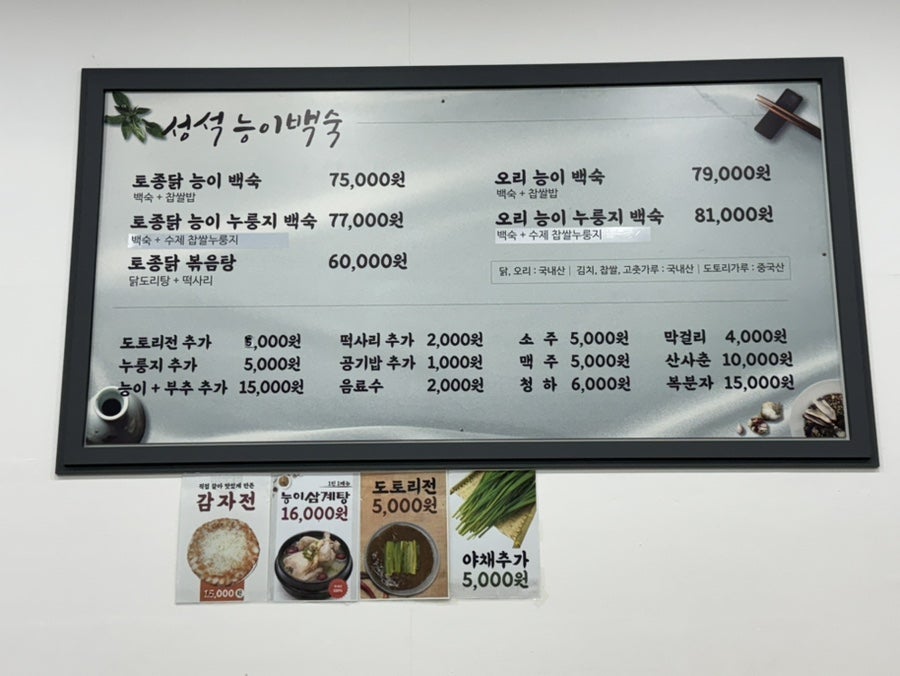 성석 능이백숙
토종닭 능이 백숙 75,000원
백숙 + 찹쌀밥
토종닭 능이 누룽지 백숙 77,000원
백숙 + 수제 찹쌀누룽지
토종닭 볶음탕 60,000원
닭도리탕 + 떡사리
오리 능이 백숙 79,000원
백숙 + 찹쌀밥
오리 능이 누룽지 백숙 81,000원
백숙 + 수제 찹쌀누룽지
닭, 오리 : 국내산 | 김치, 찹쌀, 고춧가루 : 국내산 | 도토리가루 : 중국산
도토리전 추가 5,000원
누룽지 추가 5,000원
능이 + 부추 추가 15,000원
떡사리 추가 2,000원
공기밥 추가 1,000원
음료수 2,000원
소 주 5,000원
맥 주 5,000원
청 하 6,000원
막걸리 4,000원
산사춘 10,000원
복분자 15,000원
직접 갈아 맛있게 만든
감자전
15,000원
능이삼계탕
16,000원
도토리전
5,000원
야채추가
5,000원